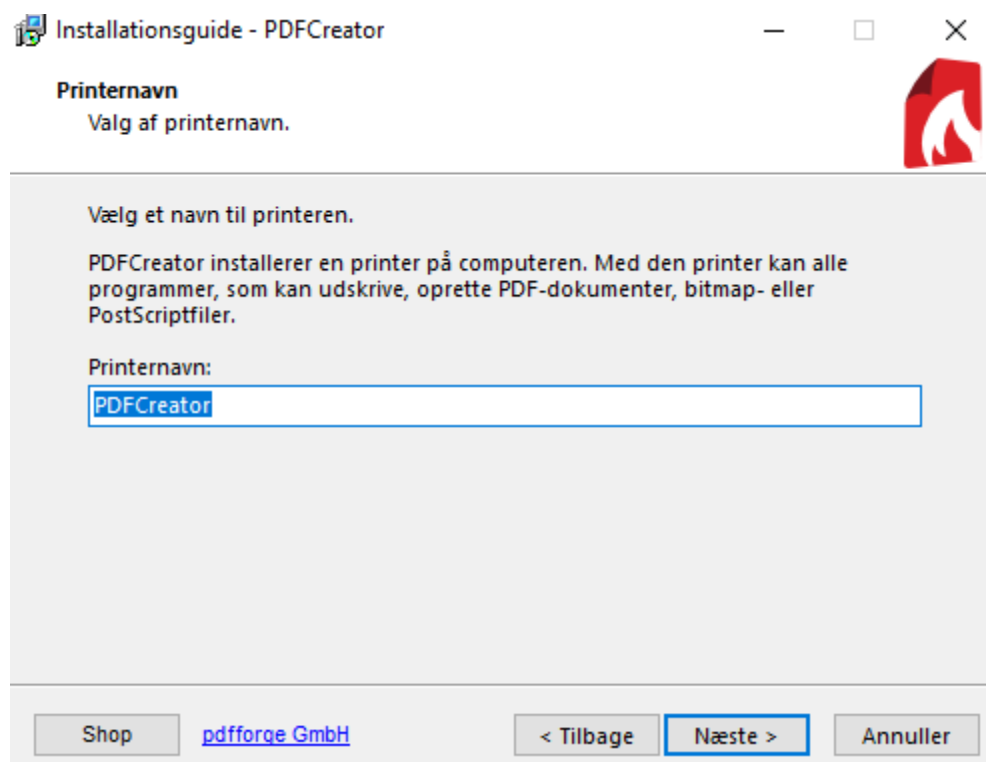 Installationsguide - PDFCreator
Printernavn
Valg af printernavn.
Vælg et navn til printeren.
PDFCreator installerer en printer på computeren. Med den printer kan alle
programmer, som kan udskrive, oprette PDF-dokumenter, bitmap- eller
PostScriptfiler.
Printernavn:
PDFCreator
Shop pdfforge GmbH < Tilbage Næste > Annuller